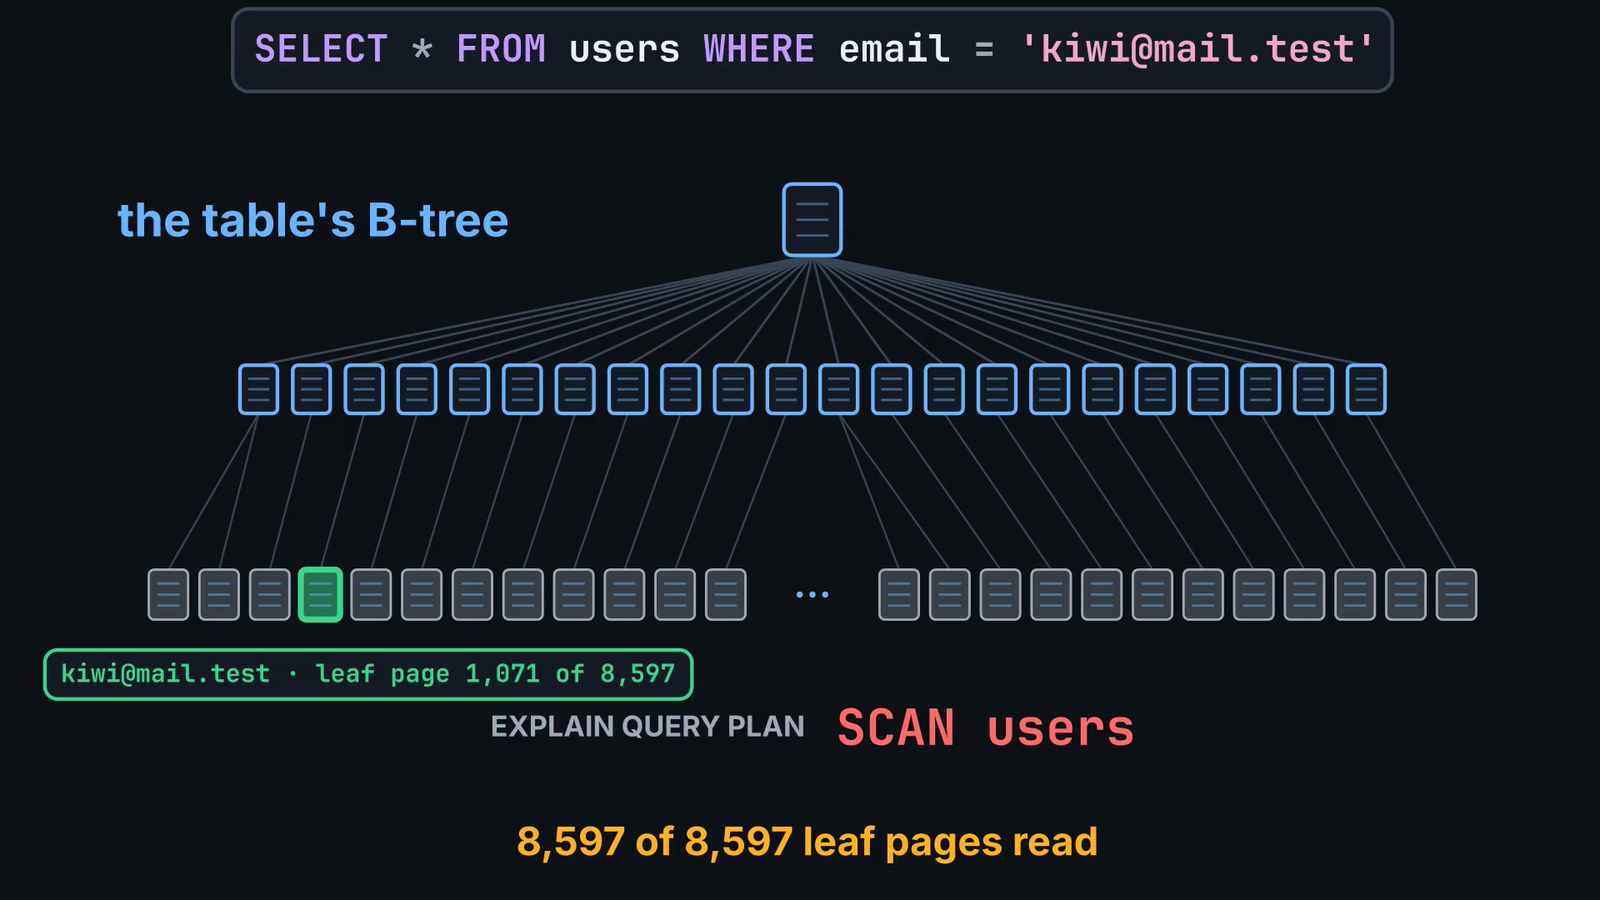 SELECT * FROM users WHERE email = 'kiwi@mail.test'
the table's B-tree
...
kiwi@mail.test · leaf page 1,071 of 8,597
EXPLAIN QUERY PLAN SCAN users
8,597 of 8,597 leaf pages read